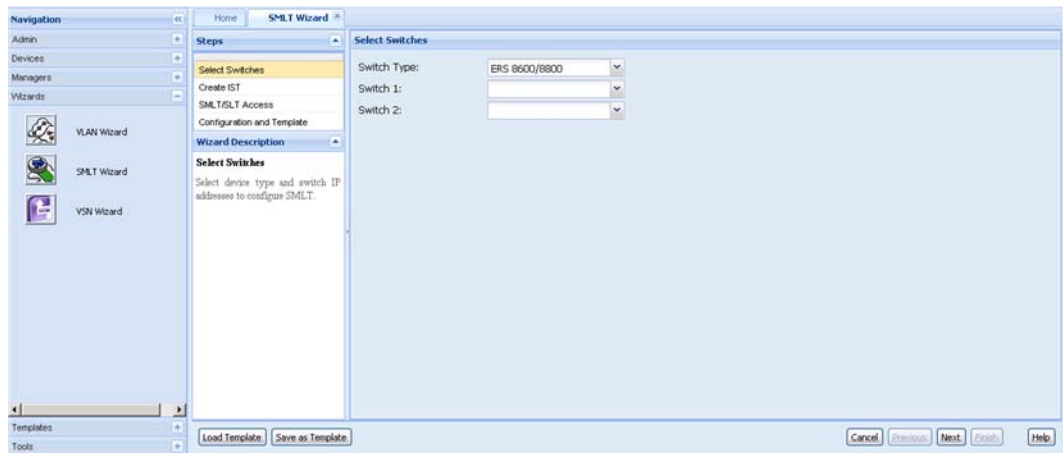 Navigation
Admin
Devices
Managers
Wizards
VLAN Wizard
SMLT Wizard
VSN Wizard
Templates
Tools
Home
SMLT Wizard
Steps
Select Switches
Create IST
SMLT/SLT Access
Configuration and Template
Wizard Description
Select Switches
Select device type and switch IP
addresses to configure SMLT.
Select Switches
Switch Type: ERS 8600/8800
Switch 1:
Switch 2:
Load Template Save as Template Cancel Previous Next Finish Help